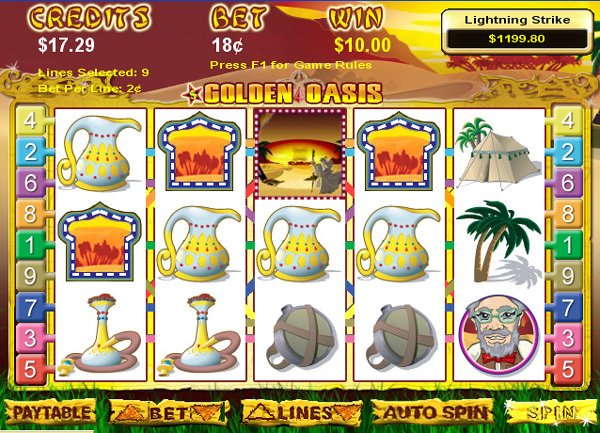 CREDITS BET WIN
$17.29 18¢ $10.00
Lightning Strike
$1199.80
Lines Selected: 9
Press F1 for Game Rules
Bet Per Line: 2¢
GOLDEN OASIS
4 4
2 2
6 6
8 8
1 1
9 9
7 7
3 3
5 5
PAYTABLE BET LINES AUTO SPIN SPIN